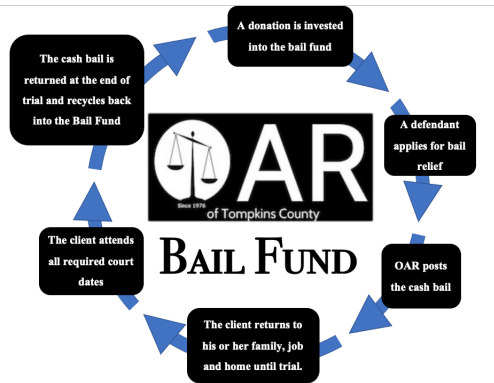 A donation is invested
into the bail fund
A defendant
applies for bail
relief
OAR posts
the cash bail
The client returns to
his or her family, job
and home until trial.
The client attends
all required court
dates
The cash bail is
returned at the end of
trial and recycles back
into the Bail Fund
OAR
Since 1976
of Tompkins County
BAIL FUND